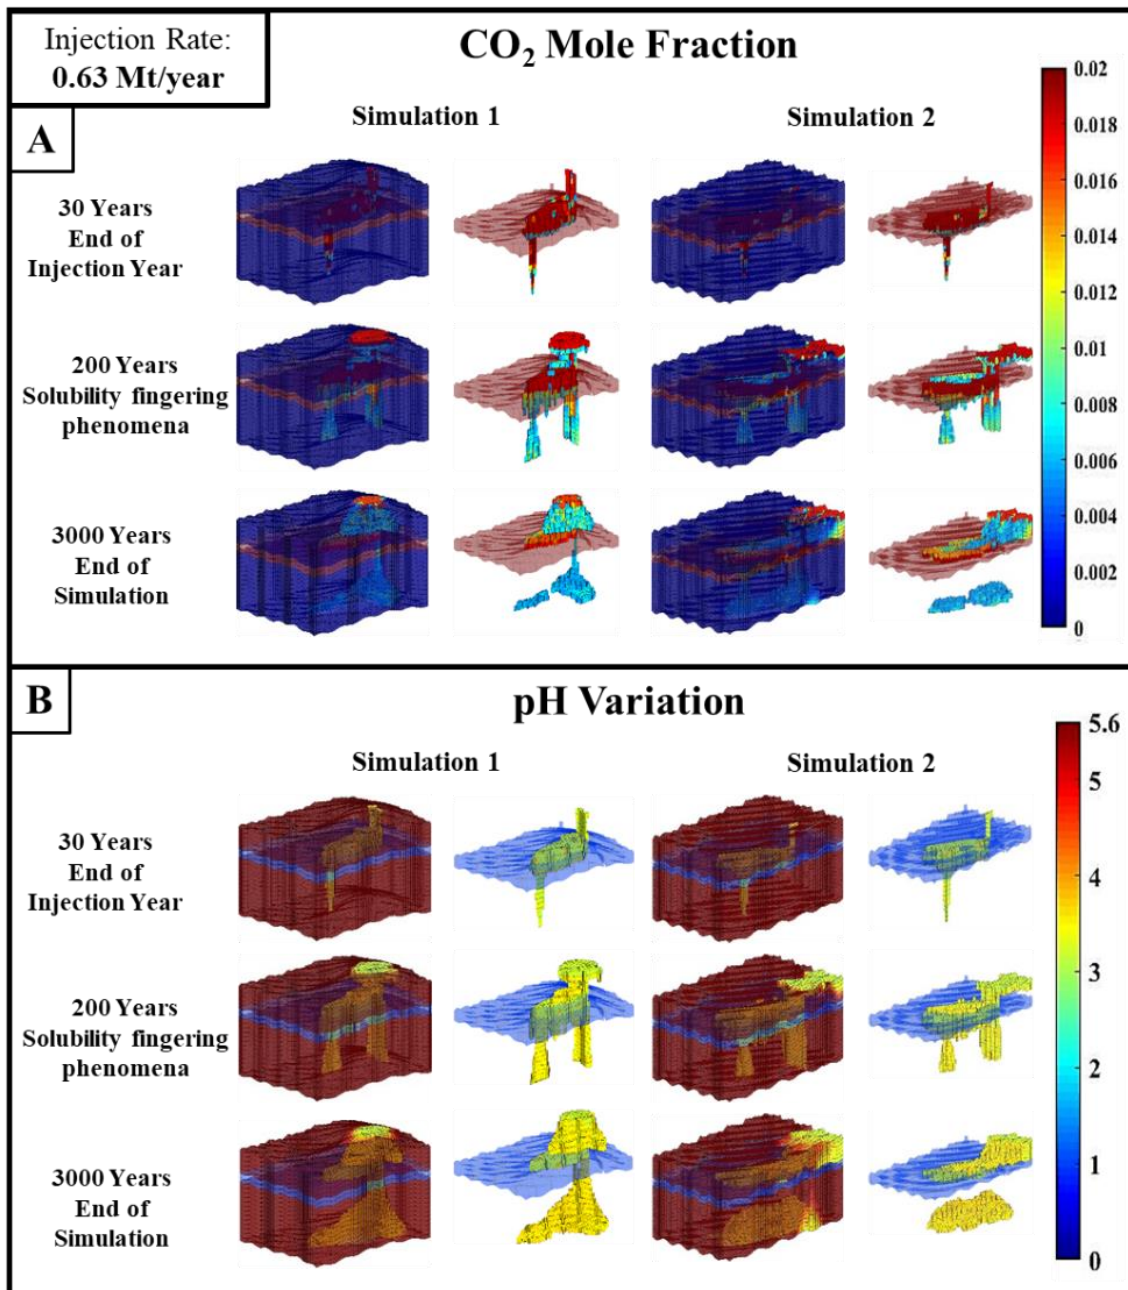 Injection Rate:
0.63 Mt/year
CO₂ Mole Fraction
A
Simulation 1
Simulation 2
30 Years
End of
Injection Year
200 Years
Solubility fingering
phenomena
3000 Years
End of
Simulation
0.02
0.018
0.016
0.014
0.012
0.01
0.008
0.006
0.004
0.002
0
B
pH Variation
Simulation 1
Simulation 2
30 Years
End of
Injection Year
200 Years
Solubility fingering
phenomena
3000 Years
End of
Simulation
5.6
5
4
3
2
1
0